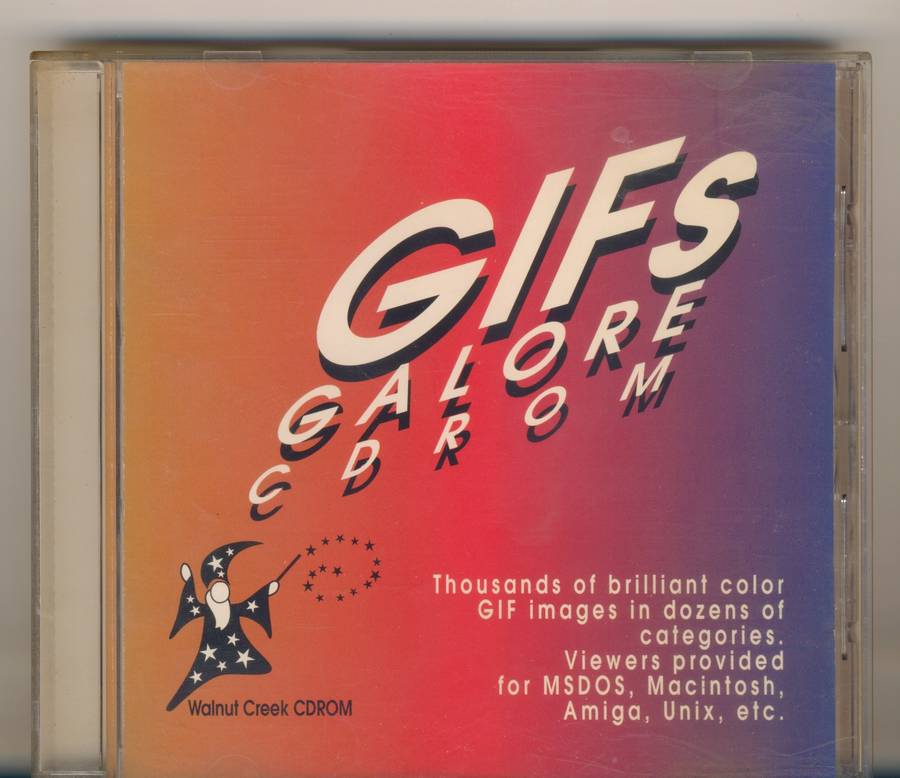 GIFS
GALORE
CDROM
Thousands of brilliant color
GIF images in dozens of
categories.
Viewers provided
for MSDOS, Macintosh,
Amiga, Unix, etc.
Walnut Creek CDROM